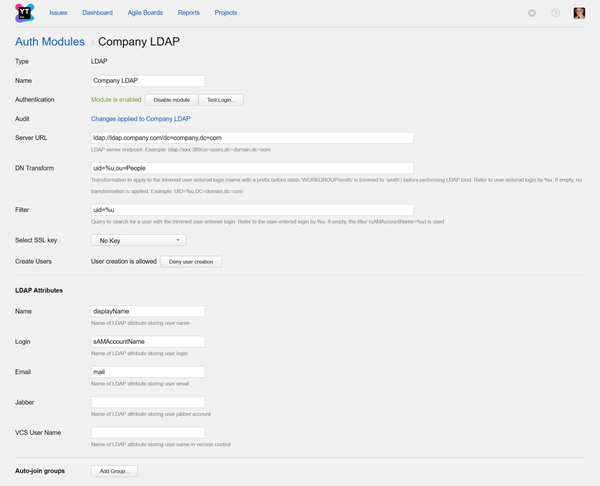 YT
Issues Dashboard Agile Boards Reports Projects
Auth Modules › Company LDAP
Type LDAP
Name Company LDAP
Authentication Module is enabled Disable module Test Login...
Audit Changes applied to Company LDAP
Server URL ldap://ldap.company.com/dc=company,dc=com
LDAP server endpoint. Example: ldap://xxx:389/cn=users,dc=domain,dc=com
DN Transform uid=%u,ou=People
Transformation to apply to the trimmed user-entered login (name with a prefix before slash 'WORKGROUP\smith' is trimmed to 'smith') before performing LDAP bind. Refer to user-entered login by %u. If empty, no
transformation is applied. Example: UID=%u,DC=domain,dc=com
Filter uid=%u
Query to search for a user with the trimmed user-entered login. Refer to the user-entered login by %u. If empty, the filter (sAMAccountName=%u) is used
Select SSL key No Key
Create Users User creation is allowed Deny user creation
LDAP Attributes
Name displayName
Name of LDAP attribute storing user name
Login sAMAccountName
Name of LDAP attribute storing user login
Email mail
Name of LDAP attribute storing user email
Jabber
Name of LDAP attribute storing user jabber account
VCS User Name
Name of LDAP attribute storing user name in version control
Auto-join groups Add Group...